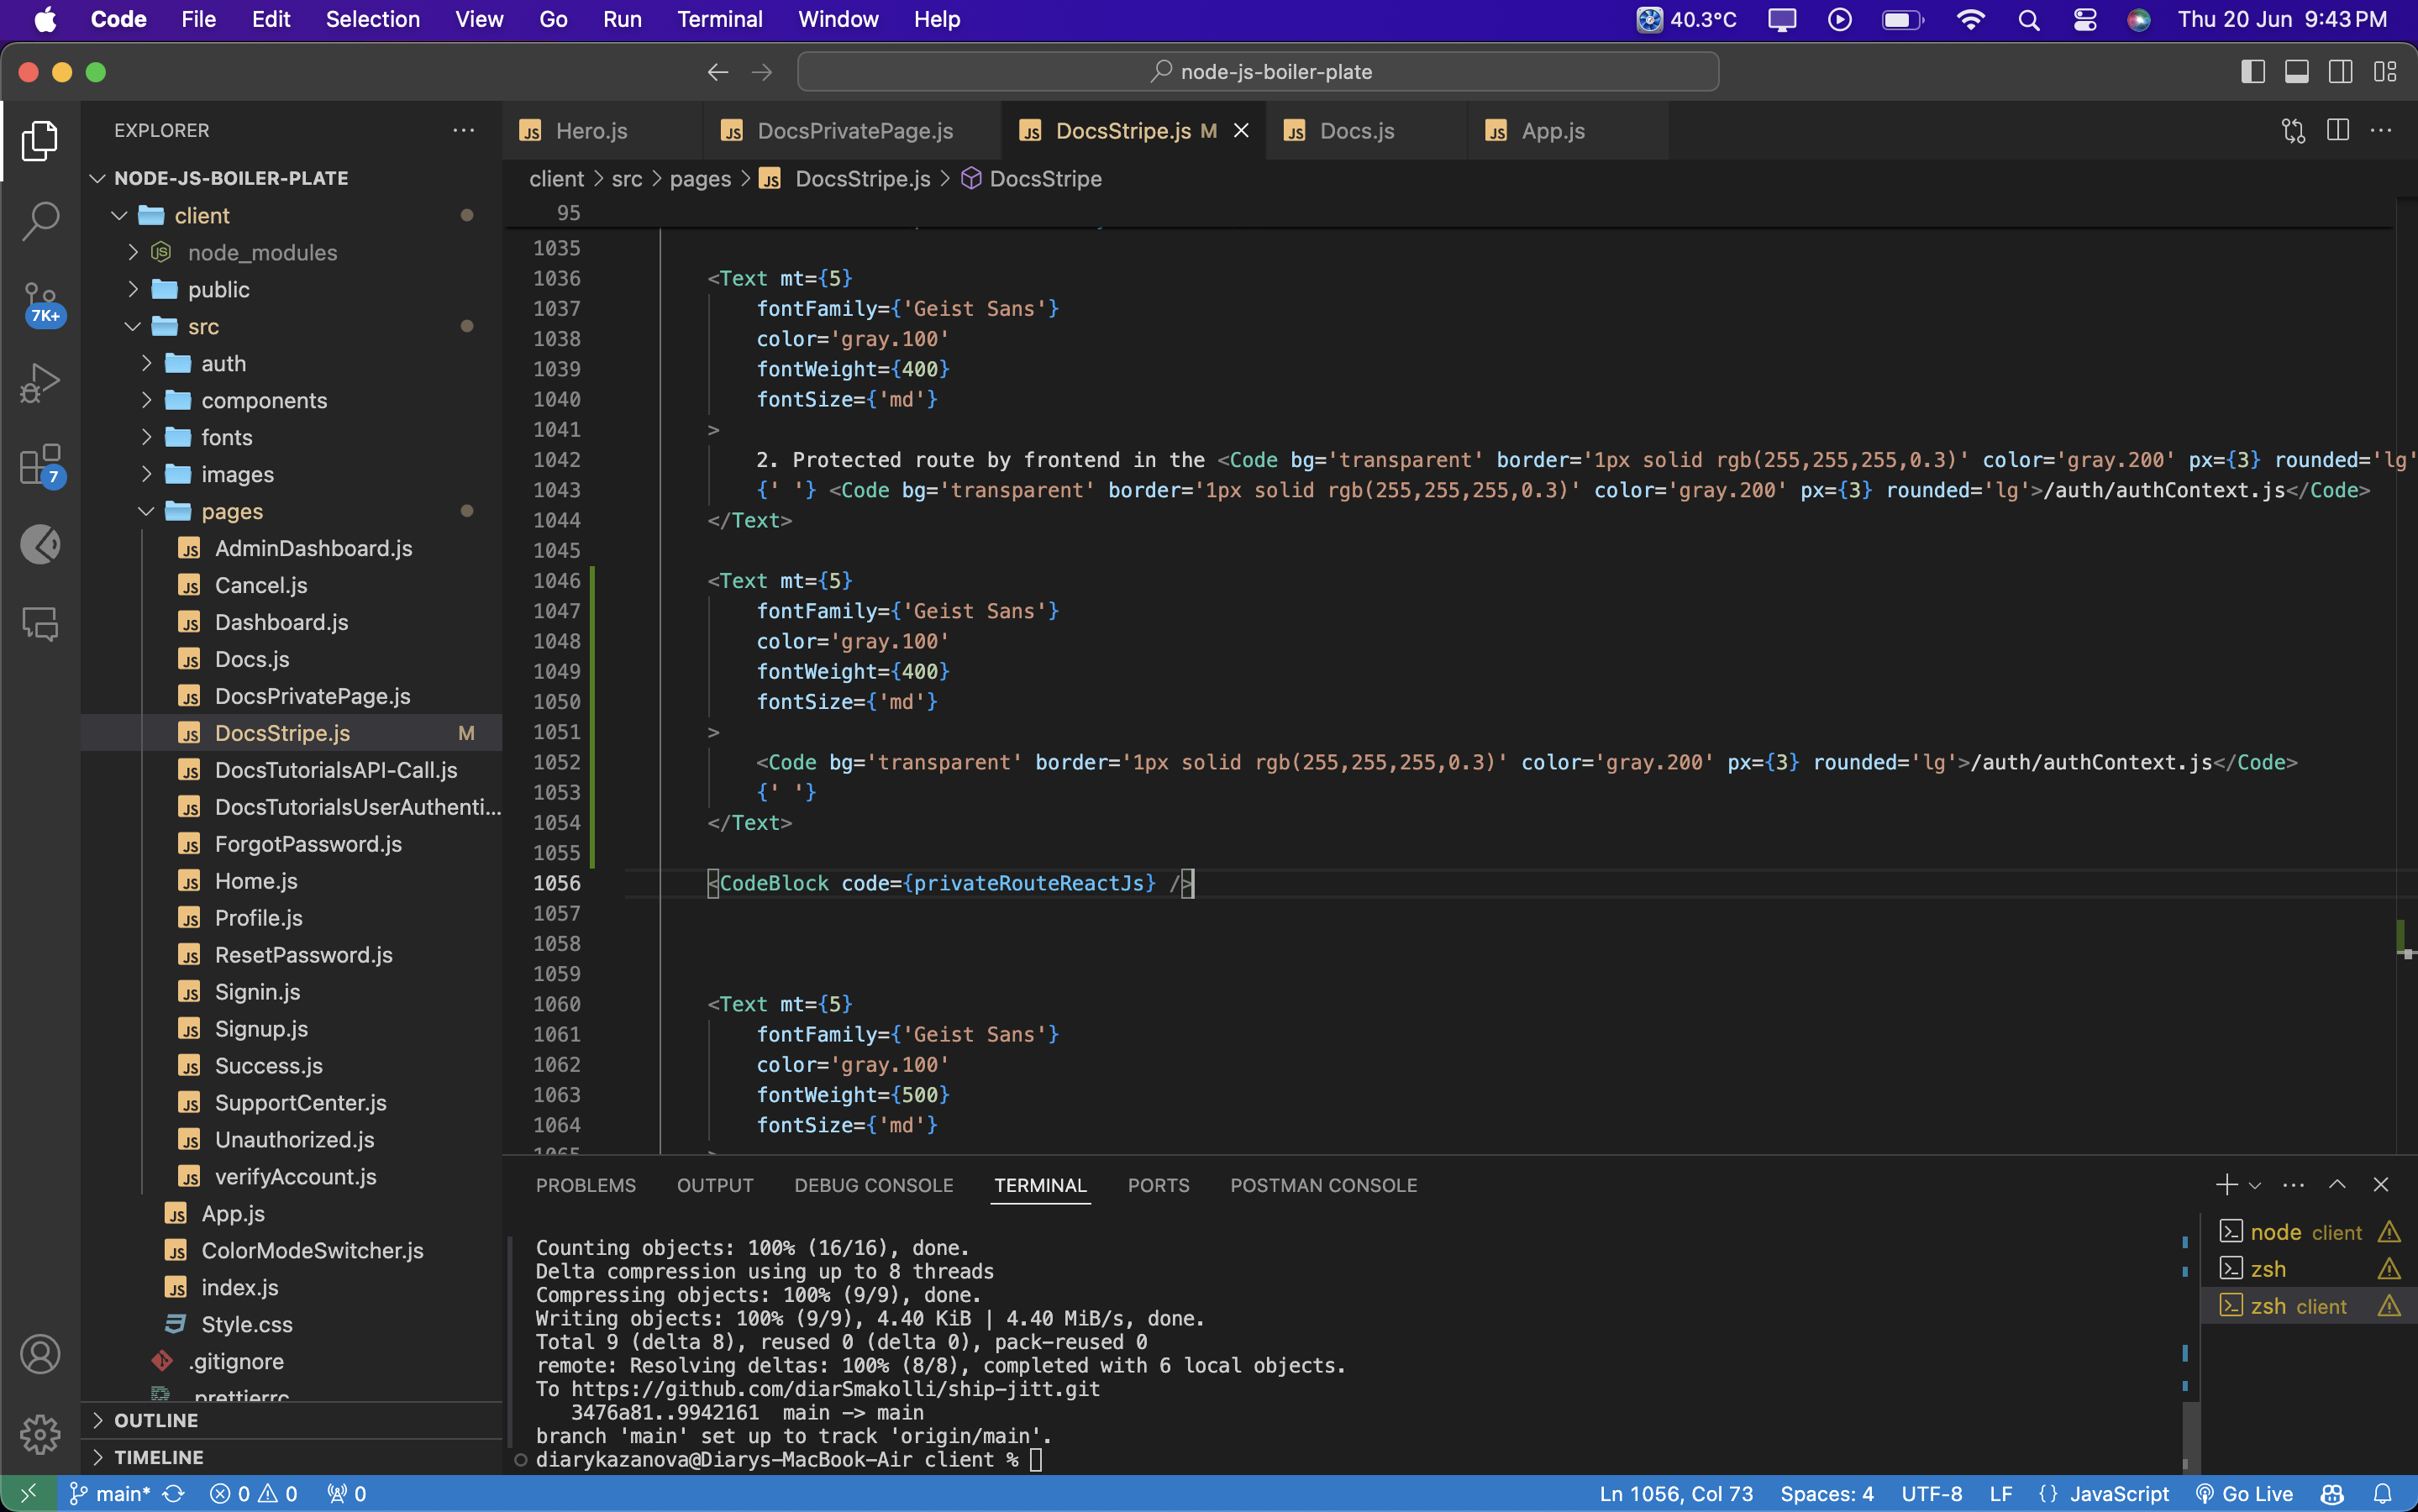 Code File Edit Selection View Go Run Terminal Window Help 40.3°C Thu 20 Jun 9:43 PM
node-js-boiler-plate
EXPLORER
NODE-JS-BOILER-PLATE
client
node_modules
public
src
auth
components
fonts
images
pages
AdminDashboard.js
Cancel.js
Dashboard.js
Docs.js
DocsPrivatePage.js
DocsStripe.js M
DocsTutorialsAPI-Call.js
DocsTutorialsUserAuthenti...
ForgotPassword.js
Home.js
Profile.js
ResetPassword.js
Signin.js
Signup.js
Success.js
SupportCenter.js
Unauthorized.js
verifyAccount.js
App.js
ColorModeSwitcher.js
index.js
Style.css
.gitignore
.prettierrc
OUTLINE
TIMELINE
7K+
7
Hero.js DocsPrivatePage.js DocsStripe.js M Docs.js App.js
client > src > pages > DocsStripe.js > DocsStripe
95
1035
1036 <Text mt={5}
1037 fontFamily={'Geist Sans'}
1038 color='gray.100'
1039 fontWeight={400}
1040 fontSize={'md'}
1041 >
1042 2. Protected route by frontend in the <Code bg='transparent' border='1px solid rgb(255,255,255,0.3)' color='gray.200' px={3} rounded='lg'
1043 {' '} <Code bg='transparent' border='1px solid rgb(255,255,255,0.3)' color='gray.200' px={3} rounded='lg'>/auth/authContext.js</Code>
1044 </Text>
1045
1046 <Text mt={5}
1047 fontFamily={'Geist Sans'}
1048 color='gray.100'
1049 fontWeight={400}
1050 fontSize={'md'}
1051 >
1052 <Code bg='transparent' border='1px solid rgb(255,255,255,0.3)' color='gray.200' px={3} rounded='lg'>/auth/authContext.js</Code>
1053 {' '}
1054 </Text>
1055
1056 <CodeBlock code={privateRouteReactJs} />
1057
1058
1059
1060 <Text mt={5}
1061 fontFamily={'Geist Sans'}
1062 color='gray.100'
1063 fontWeight={500}
1064 fontSize={'md'}
1065 >
PROBLEMS OUTPUT DEBUG CONSOLE TERMINAL PORTS POSTMAN CONSOLE
Counting objects: 100% (16/16), done.
Delta compression using up to 8 threads
Compressing objects: 100% (9/9), done.
Writing objects: 100% (9/9), 4.40 KiB | 4.40 MiB/s, done.
Total 9 (delta 8), reused 0 (delta 0), pack-reused 0
remote: Resolving deltas: 100% (8/8), completed with 6 local objects.
To https://github.com/diarSmakolli/ship-jitt.git
3476a81..9942161 main -> main
branch 'main' set up to track 'origin/main'.
diarykazanova@Diarys-MacBook-Air client %
node client
zsh
zsh client
main* 0 0 0 Ln 1056, Col 73 Spaces: 4 UTF-8 LF {} JavaScript Go Live